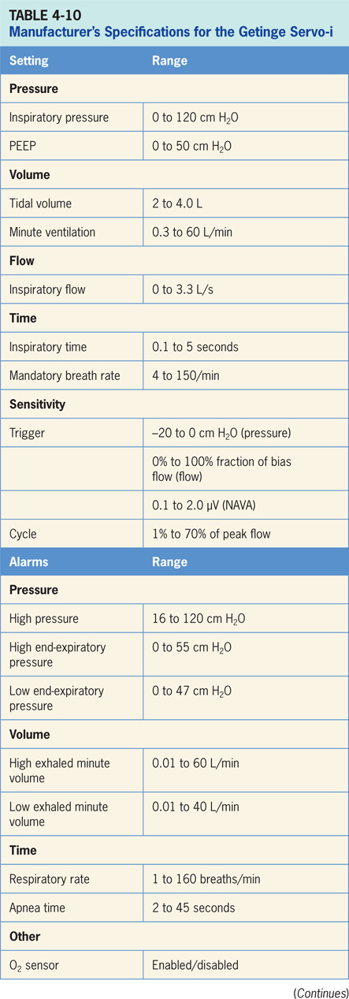 TABLE 4-10
Manufacturer's Specifications for the Getinge Servo-i
Setting Range
Pressure
Inspiratory pressure 0 to 120 cm H₂O
PEEP 0 to 50 cm H₂O
Volume
Tidal volume 2 to 4.0 L
Minute ventilation 0.3 to 60 L/min
Flow
Inspiratory flow 0 to 3.3 L/s
Time
Inspiratory time 0.1 to 5 seconds
Mandatory breath rate 4 to 150/min
Sensitivity
Trigger –20 to 0 cm H₂O (pressure)
0% to 100% fraction of bias
flow (flow)
0.1 to 2.0 µV (NAVA)
Cycle 1% to 70% of peak flow
Alarms Range
Pressure
High pressure 16 to 120 cm H₂O
High end-expiratory 0 to 55 cm H₂O
pressure
Low end-expiratory 0 to 47 cm H₂O
pressure
Volume
High exhaled minute 0.01 to 60 L/min
volume
Low exhaled minute 0.01 to 40 L/min
volume
Time
Respiratory rate 1 to 160 breaths/min
Apnea time 2 to 45 seconds
Other
O₂ sensor Enabled/disabled
(Continues)